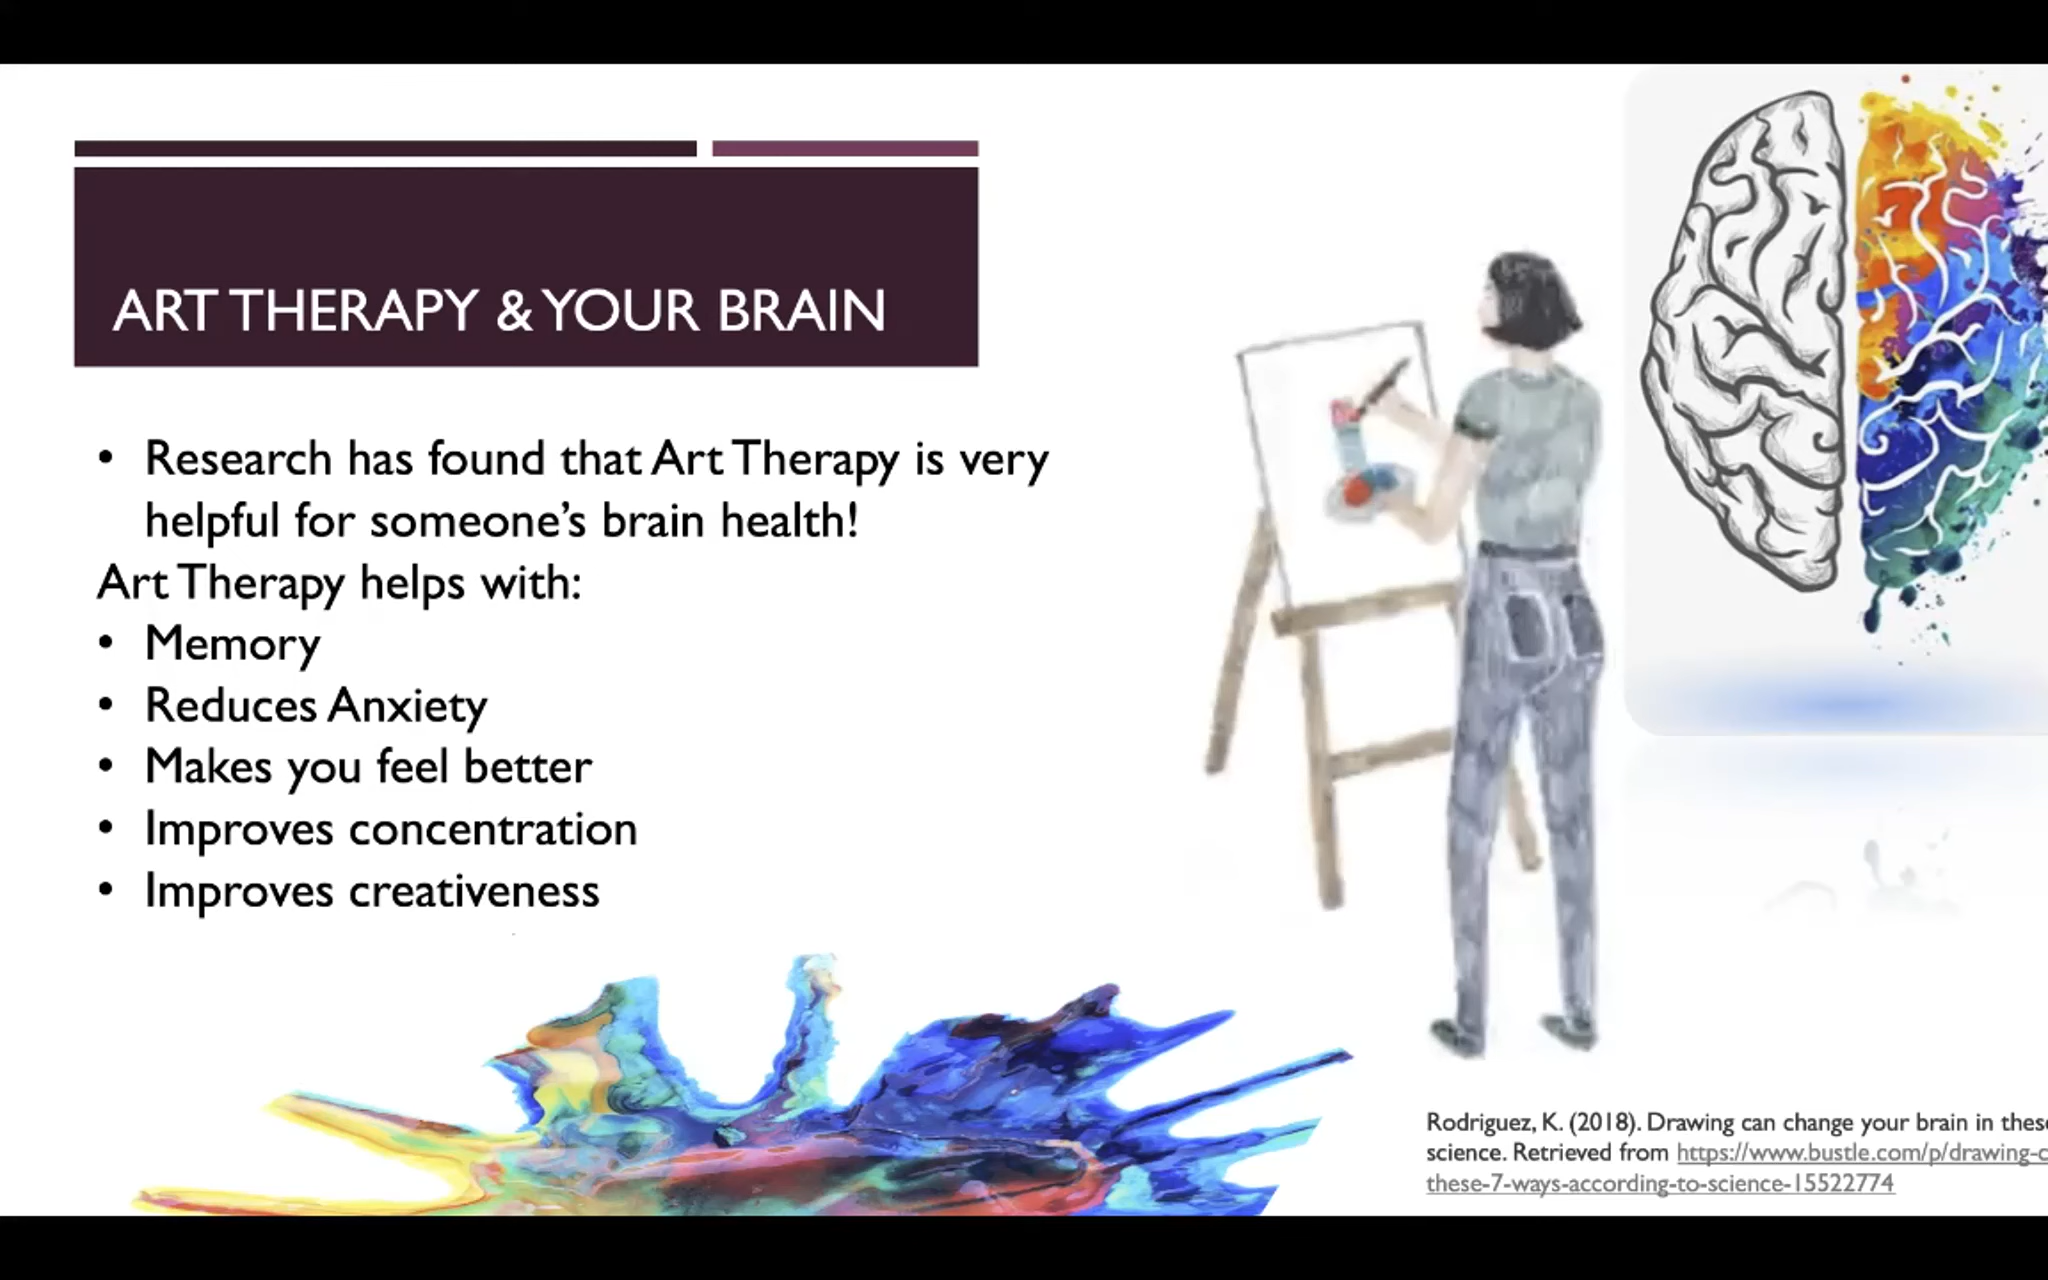 ART THERAPY & YOUR BRAIN
• Research has found that Art Therapy is very
helpful for someone's brain health!
Art Therapy helps with:
• Memory
• Reduces Anxiety
• Makes you feel better
• Improves concentration
• Improves creativeness
Rodriguez, K. (2018). Drawing can change your brain in these
science. Retrieved from https://www.bustle.com/p/drawing-c
these-7-ways-according-to-science-15522774